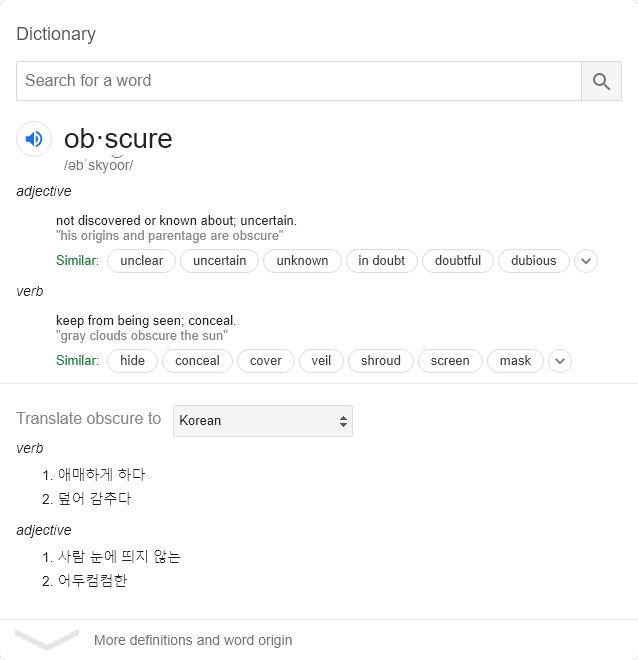 Dictionary
Search for a word
ob·scure
/əbˈskyo͝or/
adjective
not discovered or known about; uncertain.
"his origins and parentage are obscure"
Similar: unclear uncertain unknown in doubt doubtful dubious
verb
keep from being seen; conceal.
"gray clouds obscure the sun"
Similar: hide conceal cover veil shroud screen mask
Translate obscure to Korean
verb
1. 애매하게 하다
2. 덮어 감추다
adjective
1. 사람 눈에 띄지 않는
2. 어두컴컴한
More definitions and word origin